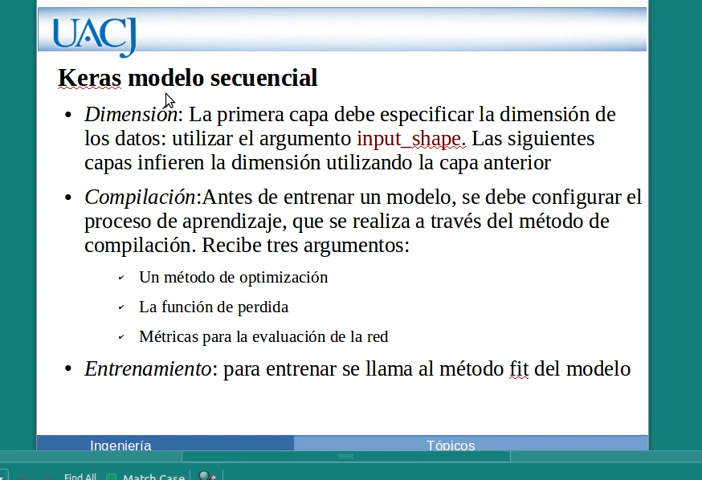 UACJ
Keras modelo secuencial
• Dimensión: La primera capa debe especificar la dimensión de
los datos: utilizar el argumento input_shape. Las siguientes
capas infieren la dimensión utilizando la capa anterior
• Compilación:Antes de entrenar un modelo, se debe configurar el
proceso de aprendizaje, que se realiza a través del método de
compilación. Recibe tres argumentos:
✓ Un método de optimización
✓ La función de perdida
✓ Métricas para la evaluación de la red
• Entrenamiento: para entrenar se llama al método fit del modelo
Ingeniería Tópicos
Find All Match Case